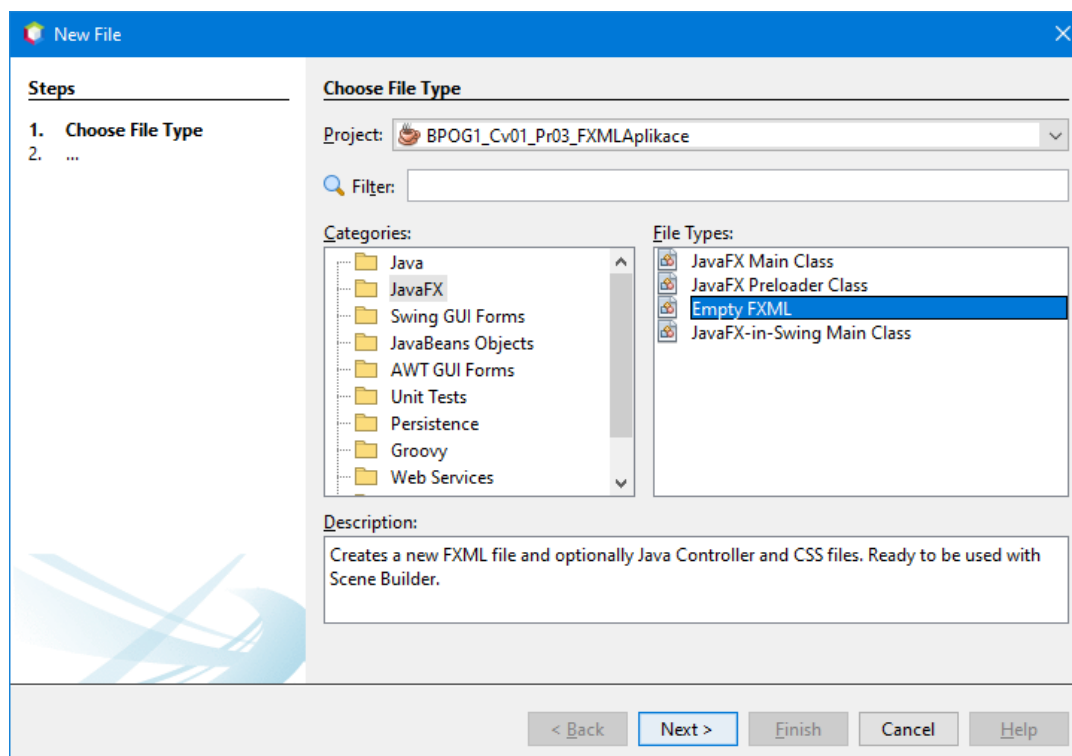 New File
Steps
1. Choose File Type
2. ...
Choose File Type
Project: BPOG1_Cv01_Pr03_FXMLAplikace
Filter:
Categories:
Java
JavaFX
Swing GUI Forms
JavaBeans Objects
AWT GUI Forms
Unit Tests
Persistence
Groovy
Web Services
File Types:
JavaFX Main Class
JavaFX Preloader Class
Empty FXML
JavaFX-in-Swing Main Class
Description:
Creates a new FXML file and optionally Java Controller and CSS files. Ready to be used with
Scene Builder.
< Back Next > Finish Cancel Help